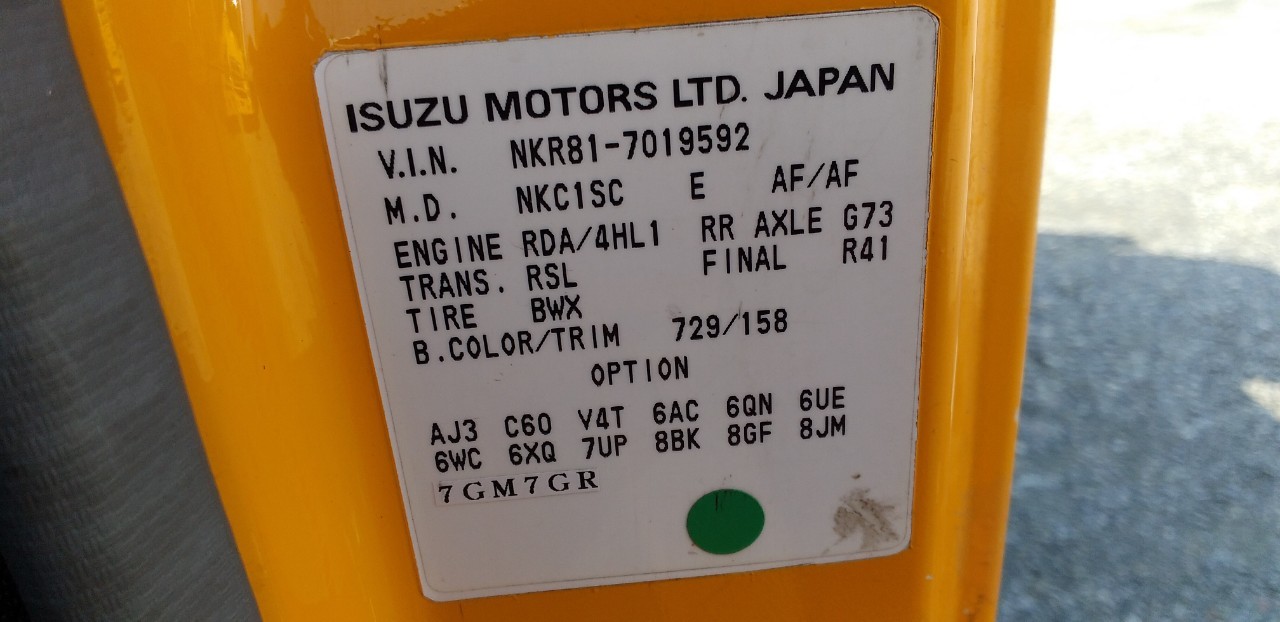 ISUZU MOTORS LTD. JAPAN
V.I.N. NKR81-7019592
M.D. NKC1SC E AF/AF
ENGINE RDA/4HL1 RR AXLE G73
TRANS. RSL FINAL R41
TIRE BWX
B.COLOR/TRIM 729/158
OPTION
AJ3 C60 V4T 6AC 6QN 6UE
6WC 6XQ 7UP 8BK 8GF 8JM
7GM7GR